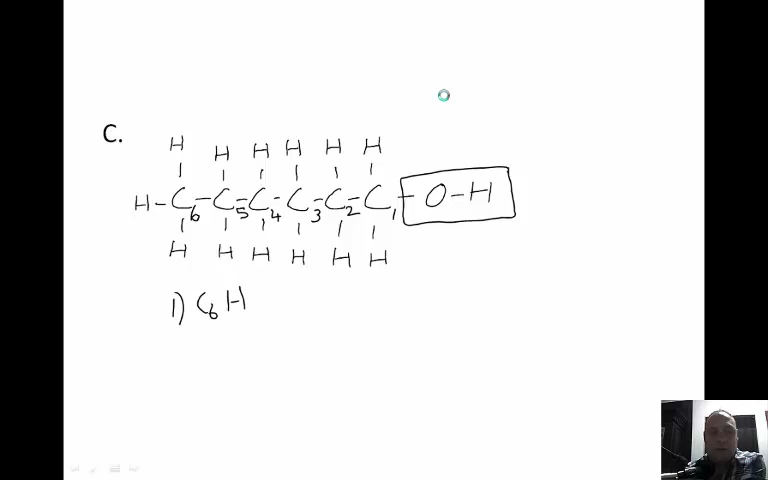 C.
H H H H H H
H-C6-C5-C4-C3-C2-C1-O-H
H H H H H H
1) C6H